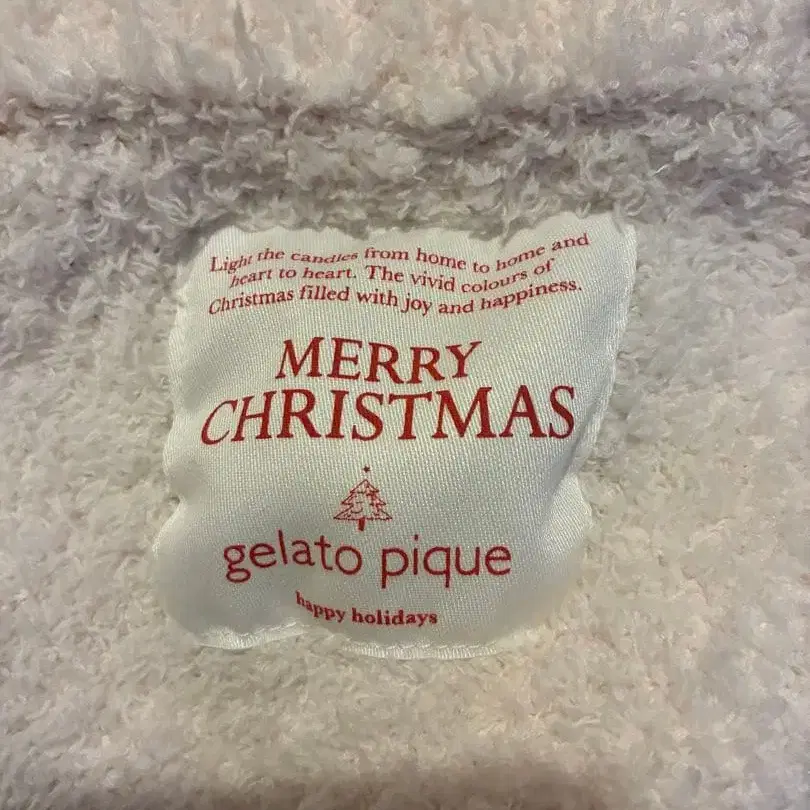 Light the candles from home to home and
heart to heart. The vivid colours of
Christmas filled with joy and happiness.
MERRY
CHRISTMAS
gelato pique
happy holidays